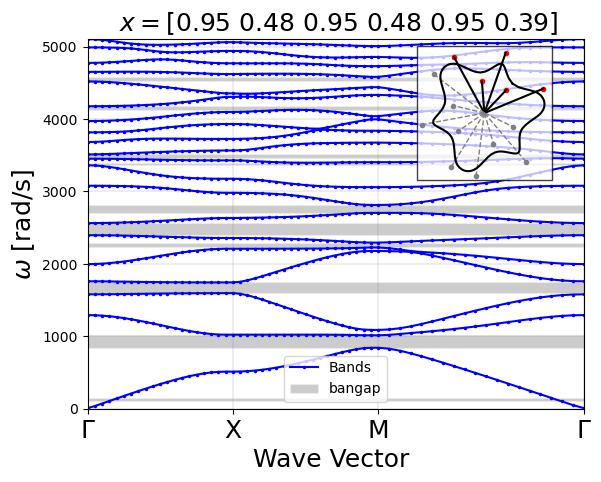 x = [0.95 0.48 0.95 0.48 0.95 0.39]
5000
4000
3000
2000
1000
0
ω [rad/s]
Γ X M Γ
Wave Vector
Bands
bangap